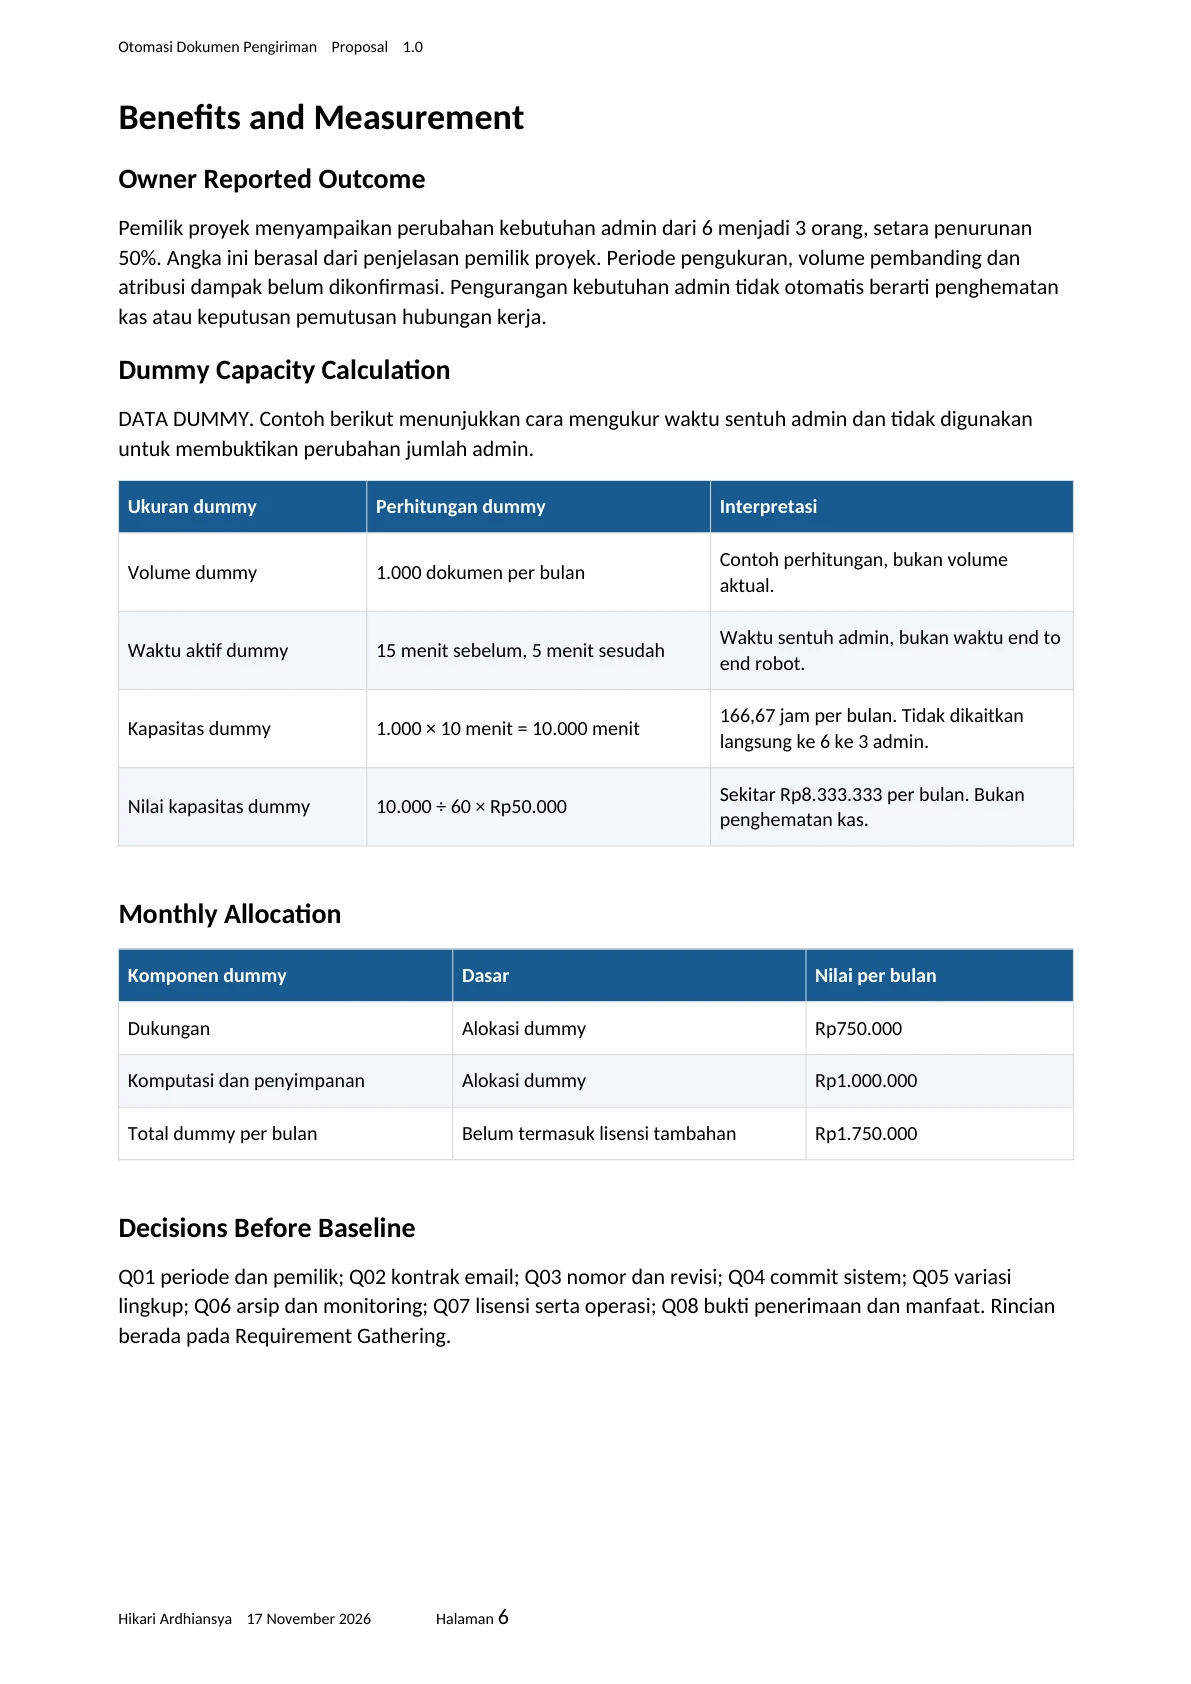 Otomasi Dokumen Pengiriman Proposal 1.0
Benefits and Measurement
Owner Reported Outcome
Pemilik proyek menyampaikan perubahan kebutuhan admin dari 6 menjadi 3 orang, setara penurunan
50%. Angka ini berasal dari penjelasan pemilik proyek. Periode pengukuran, volume pembanding dan
atribusi dampak belum dikonfirmasi. Pengurangan kebutuhan admin tidak otomatis berarti penghematan
kas atau keputusan pemutusan hubungan kerja.
Dummy Capacity Calculation
DATA DUMMY. Contoh berikut menunjukkan cara mengukur waktu sentuh admin dan tidak digunakan
untuk membuktikan perubahan jumlah admin.
Ukuran dummy Perhitungan dummy Interpretasi
Volume dummy 1.000 dokumen per bulan Contoh perhitungan, bukan volume
aktual.
Waktu aktif dummy 15 menit sebelum, 5 menit sesudah Waktu sentuh admin, bukan waktu end to
end robot.
Kapasitas dummy 1.000 × 10 menit = 10.000 menit 166,67 jam per bulan. Tidak dikaitkan
langsung ke 6 ke 3 admin.
Nilai kapasitas dummy 10.000 ÷ 60 × Rp50.000 Sekitar Rp8.333.333 per bulan. Bukan
penghematan kas.
Monthly Allocation
Komponen dummy Dasar Nilai per bulan
Dukungan Alokasi dummy Rp750.000
Komputasi dan penyimpanan Alokasi dummy Rp1.000.000
Total dummy per bulan Belum termasuk lisensi tambahan Rp1.750.000
Decisions Before Baseline
Q01 periode dan pemilik; Q02 kontrak email; Q03 nomor dan revisi; Q04 commit sistem; Q05 variasi
lingkup; Q06 arsip dan monitoring; Q07 lisensi serta operasi; Q08 bukti penerimaan dan manfaat. Rincian
berada pada Requirement Gathering.
Hikari Ardhiansya 17 November 2026 Halaman 6